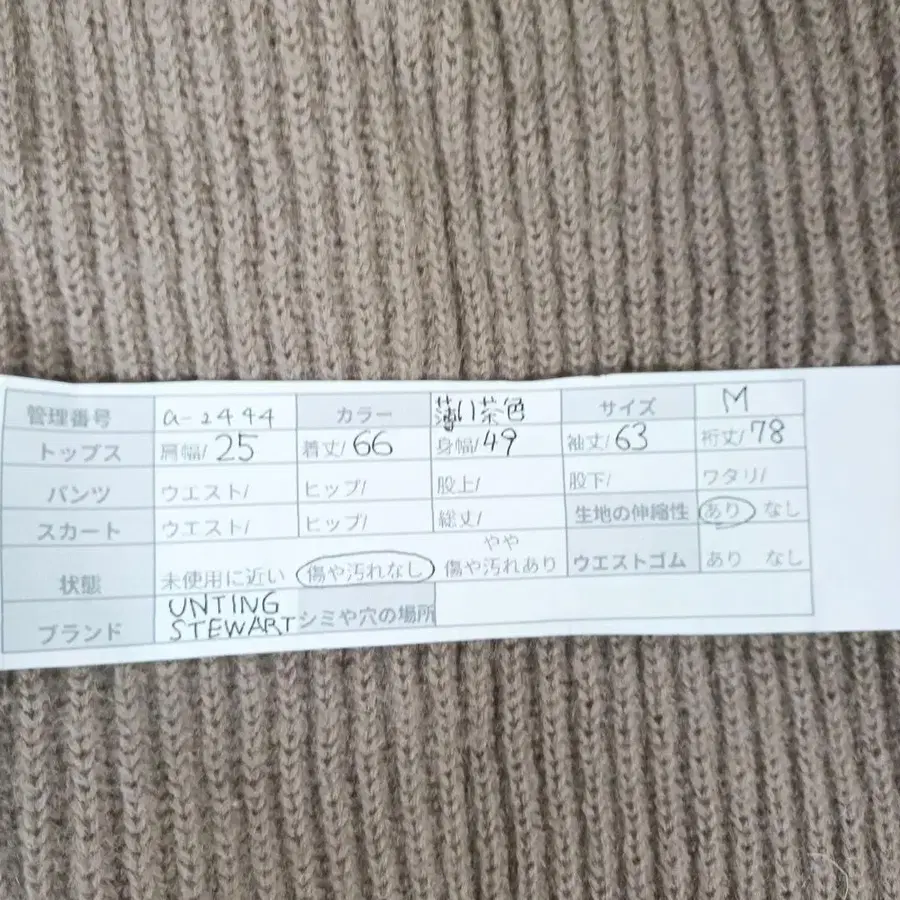 管理番号 a-2494 カラー 薄い茶色 サイズ M
トップス 肩幅/25 着丈/66 身幅/49 袖丈/63 裄丈/78
パンツ ウエスト/ ヒップ/ 股上/ 股下/ ワタリ/
スカート ウエスト/ ヒップ/ 総丈/ 生地の伸縮性 あり なし
状態 未使用に近い 傷や汚れなし やや傷や汚れあり ウエストゴム あり なし
ブランド UNTING STEWART シミや穴の場所